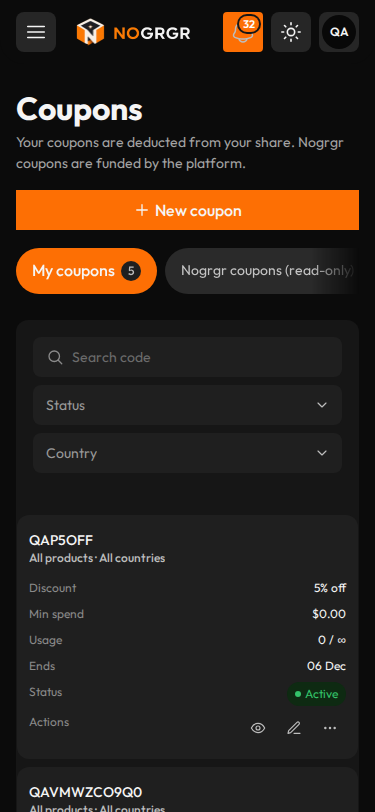 NOGRGR
32
QA
Coupons
Your coupons are deducted from your share. Nogrgr
coupons are funded by the platform.
+ New coupon
My coupons 5
Nogrgr coupons (read-only)
Search code
Status
Country
QAP5OFF
All products · All countries
Discount 5% off
Min spend $0.00
Usage 0 / ∞
Ends 06 Dec
Status Active
Actions
QAVMWZCO9Q0
All products · All countries